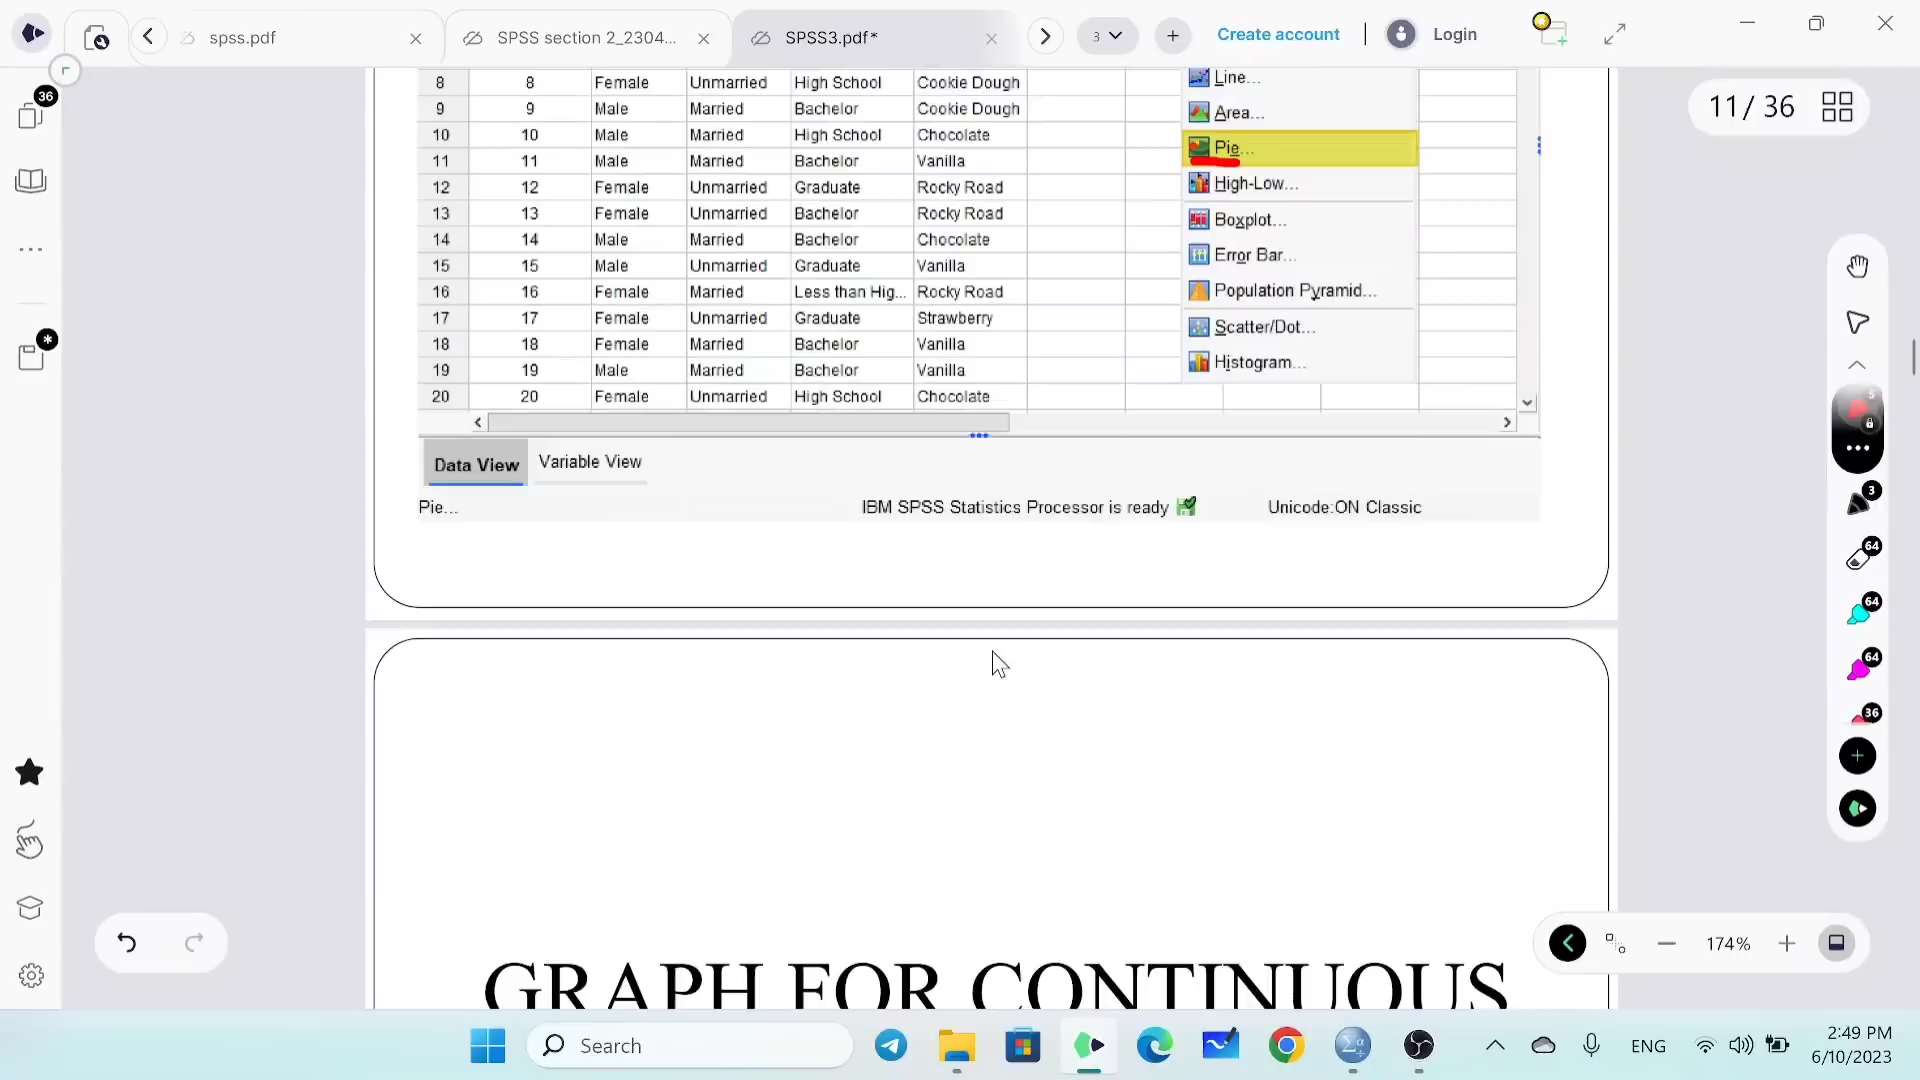 spss.pdf
SPSS section 2_2304...
SPSS3.pdf*
3
Create account
Login
36
11/ 36
8 8 Female Unmarried High School Cookie Dough
9 9 Male Married Bachelor Cookie Dough
10 10 Male Married High School Chocolate
11 11 Male Married Bachelor Vanilla
12 12 Female Unmarried Graduate Rocky Road
13 13 Female Unmarried Bachelor Rocky Road
14 14 Male Married Bachelor Chocolate
15 15 Male Unmarried Graduate Vanilla
16 16 Female Married Less than Hig... Rocky Road
17 17 Female Unmarried Graduate Strawberry
18 18 Female Married Bachelor Vanilla
19 19 Male Married Bachelor Vanilla
20 20 Female Unmarried High School Chocolate
Line...
Area...
Pie...
High-Low...
Boxplot...
Error Bar...
Population Pyramid...
Scatter/Dot...
Histogram...
Data View
Variable View
Pie...
IBM SPSS Statistics Processor is ready
Unicode:ON Classic
5
3
64
64
64
36
GRAPH FOR CONTINUOUS
174%
Search
ENG
2:49 PM
6/10/2023